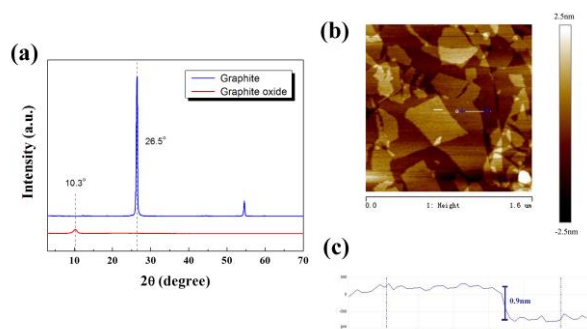 (a)
Graphite
Graphite oxide
26.5°
10.3°
Intensity (a.u.)
10 20 30 40 50 60 70
2θ (degree)
(b)
2.5nm
-2.5nm
0.0 1: Height 1.6 um
(c)
0.9nm